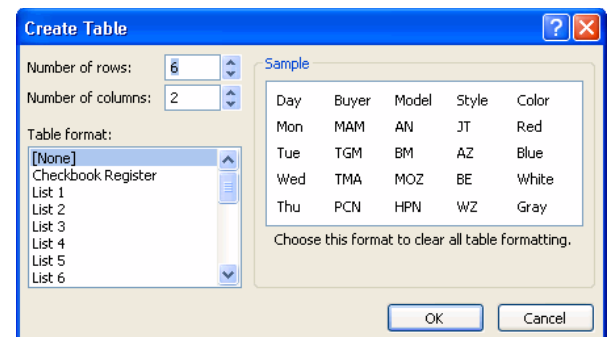 Create Table
Number of rows: 6
Number of columns: 2
Table format:
[None]
Checkbook Register
List 1
List 2
List 3
List 4
List 5
List 6
Sample
Day Buyer Model Style Color
Mon MAM AN JT Red
Tue TGM BM AZ Blue
Wed TMA MOZ BE White
Thu PCN HPN WZ Gray
Choose this format to clear all table formatting.
OK Cancel